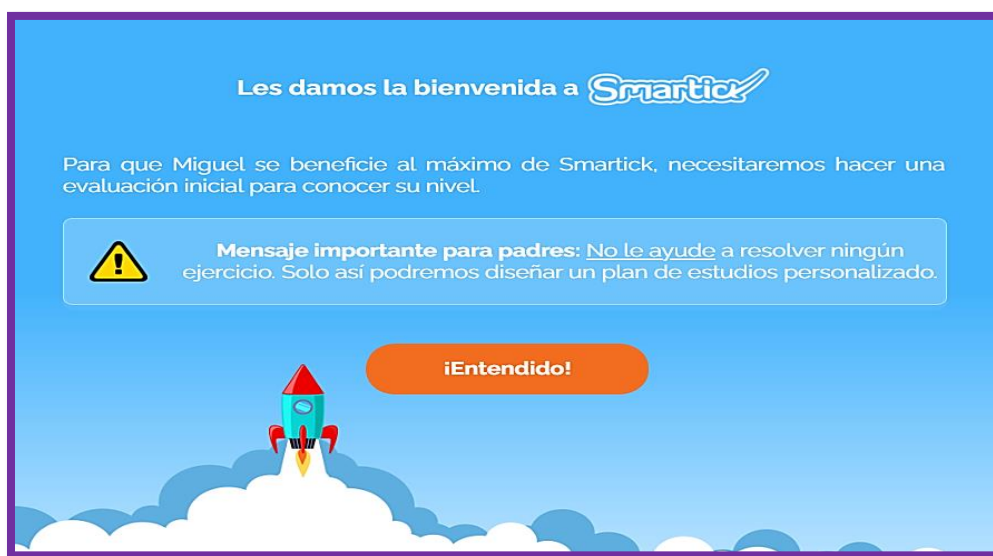 Les damos la bienvenida a Smartick
Para que Miguel se beneficie al máximo de Smartick, necesitaremos hacer una
evaluación inicial para conocer su nivel.
Mensaje importante para padres: No le ayude a resolver ningún
ejercicio. Solo así podremos diseñar un plan de estudios personalizado.
¡Entendido!